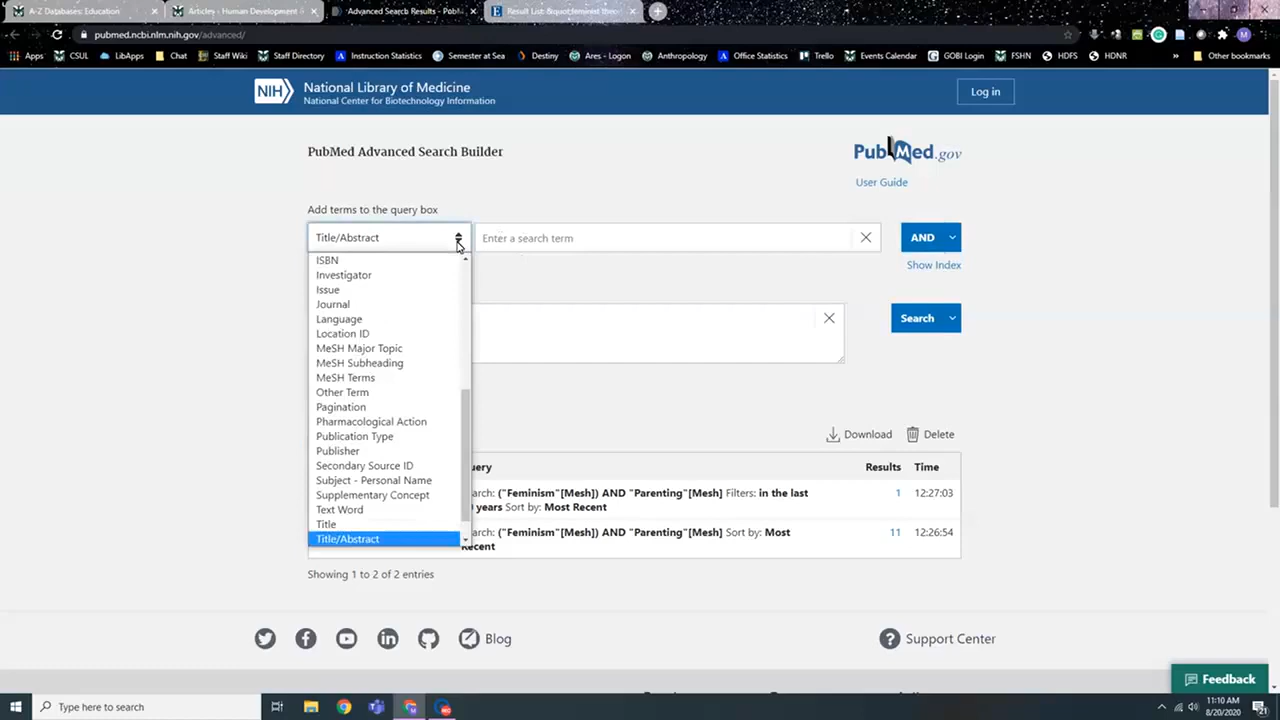 A-Z Databases: Education
Articles - Human Development &
Advanced Search Results - PubM
Result List: &quot;feminist theo
pubmed.ncbi.nlm.nih.gov/advanced/
Apps CSUL LibApps Chat Staff Wiki Staff Directory Instruction Statistics Semester at Sea Destiny Ares - Logon Anthropology Office Statistics Trello Events Calendar GOBI Login FSHN HDFS HDNR » Other bookmarks
NIH National Library of Medicine
National Center for Biotechnology Information
Log in
PubMed Advanced Search Builder
PubMed.gov
User Guide
Add terms to the query box
Title/Abstract
Enter a search term
AND
Show Index
ISBN
Investigator
Issue
Journal
Language
Location ID
MeSH Major Topic
MeSH Subheading
MeSH Terms
Other Term
Pagination
Pharmacological Action
Publication Type
Publisher
Secondary Source ID
Subject - Personal Name
Supplementary Concept
Text Word
Title
Title/Abstract
Search
Download Delete
uery Results Time
earch: ("Feminism"[Mesh]) AND "Parenting"[Mesh] Filters: in the last 1 12:27:03
0 years Sort by: Most Recent
earch: ("Feminism"[Mesh]) AND "Parenting"[Mesh] Sort by: Most 11 12:26:54
Recent
Showing 1 to 2 of 2 entries
Blog
Support Center
Feedback
Type here to search
11:10 AM
8/20/2020
21